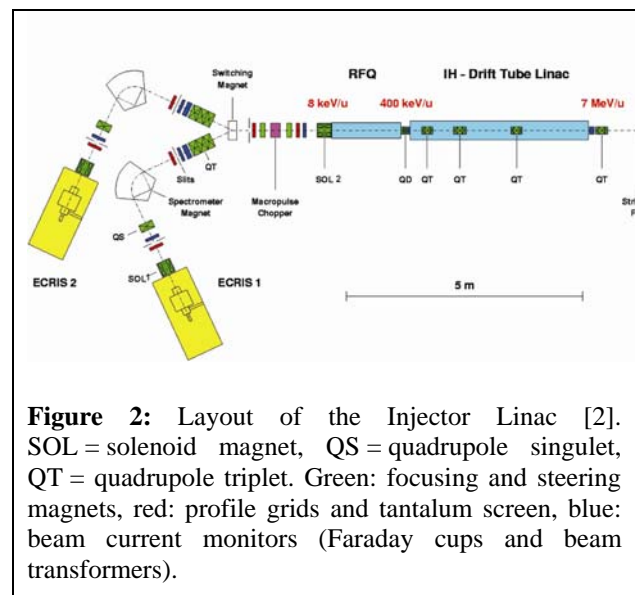 RFQ
IH - Drift Tube Linac
Switching
Magnet
8 keV/u
400 keV/u
7 MeV/u
QT
Slits
SOL 2
QD
QT
QT
QT
QT
Macropulse
Chopper
Spectrometer
Magnet
QS
SOL1
ECRIS 2
ECRIS 1
5 m
Figure 2: Layout of the Injector Linac [2].
SOL = solenoid magnet, QS = quadrupole singulet,
QT = quadrupole triplet. Green: focusing and steering
magnets, red: profile grids and tantalum screen, blue:
beam current monitors (Faraday cups and beam
transformers).